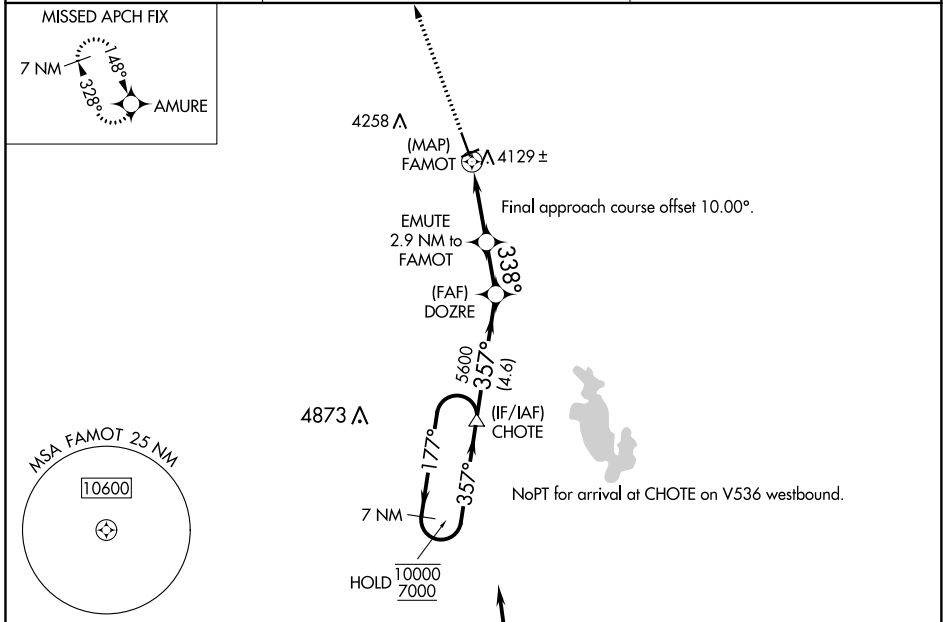 MISSED APCH FIX
7 NM
148°
328°
AMURE
4258
(MAP)
FAMOT
4129 ±
Final approach course offset 10.00°.
EMUTE
2.9 NM to
FAMOT
338°
(FAF)
DOZRE
5600
357°
(4.6)
4873
(IF/IAF)
CHOTE
177°
357°
MSA FAMOT 25 NM
10600
NoPT for arrival at CHOTE on V536 westbound.
7 NM
HOLD 10000
7000